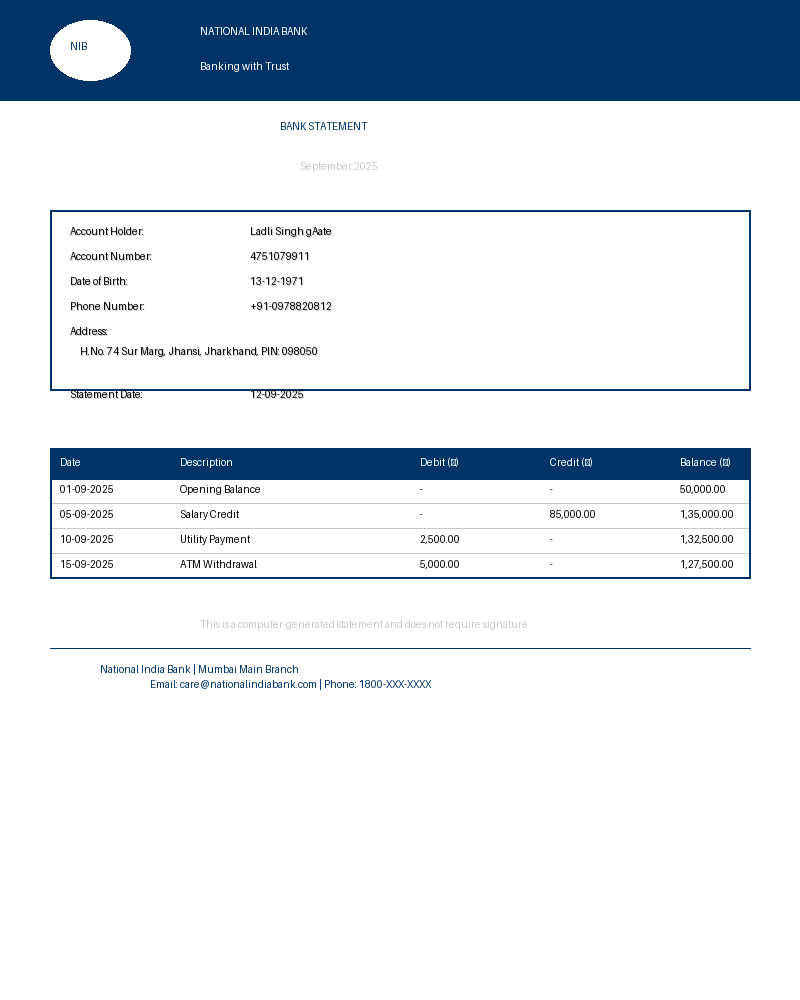 NIB
NATIONAL INDIA BANK
Banking with Trust
BANK STATEMENT
September 2025
Account Holder: Ladli Singh gAate
Account Number: 4751079911
Date of Birth: 13-12-1971
Phone Number: +91-0978820812
Address:
H.No. 74 Sur Marg, Jhansi, Jharkhand, PIN: 098050
Statement Date: 12-09-2025
Date Description Debit (▯) Credit (▯) Balance (▯)
01-09-2025 Opening Balance - - 50,000.00
05-09-2025 Salary Credit - 85,000.00 1,35,000.00
10-09-2025 Utility Payment 2,500.00 - 1,32,500.00
15-09-2025 ATM Withdrawal 5,000.00 - 1,27,500.00
This is a computer-generated statement and does not require signature
National India Bank | Mumbai Main Branch
Email: care@nationalindiabank.com | Phone: 1800-XXX-XXXX